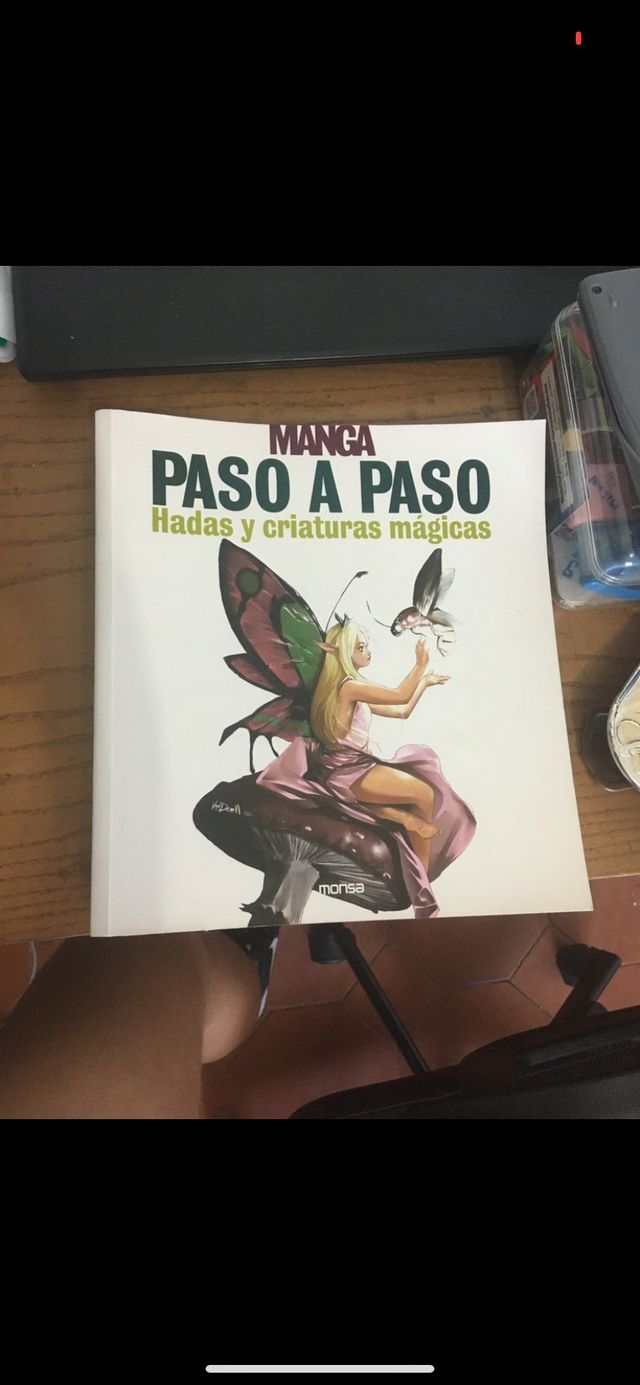 MANGA
PASO A PASO
Hadas y criaturas mágicas
monsa